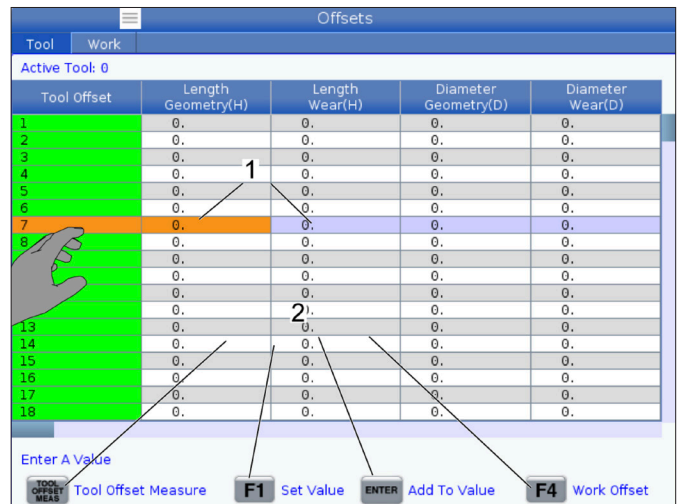 Offsets
Tool Work
Active Tool: 0
Tool Offset Length Geometry(H) Length Wear(H) Diameter Geometry(D) Diameter Wear(D)
1 0. 0. 0. 0.
2 0. 0. 0. 0.
3 0. 0. 0. 0.
4 0. 0. 0. 0.
1
5 0. 0. 0. 0.
6 0. 0. 0. 0.
7 0. 0. 0. 0.
8 0. 0. 0. 0.
0. 0. 0. 0.
0. 0. 0. 0.
0. 0. 0. 0.
0. 0. 0. 0.
2
13 0. 0. 0. 0.
14 0. 0. 0. 0.
15 0. 0. 0. 0.
16 0. 0. 0. 0.
17 0. 0. 0. 0.
18 0. 0. 0. 0.
Enter A Value
TOOL OFFSET MEAS Tool Offset Measure F1 Set Value ENTER Add To Value F4 Work Offset